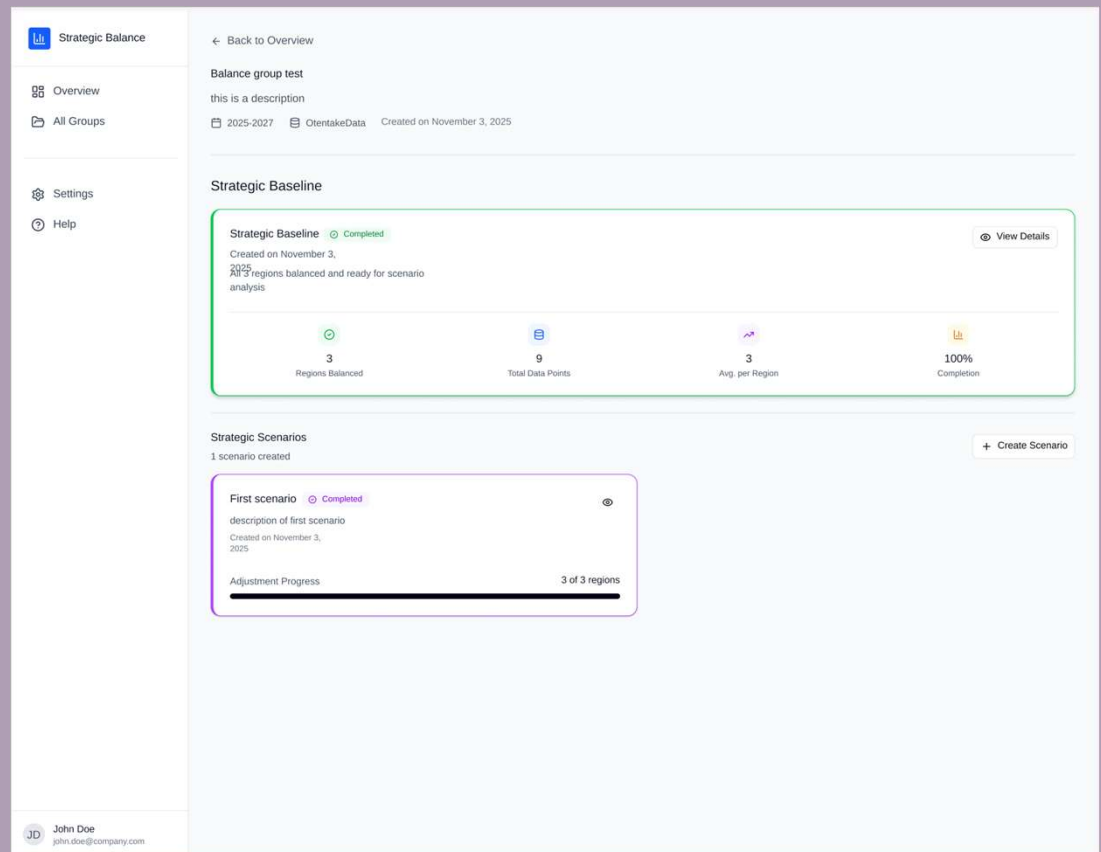 Strategic Balance
Overview
All Groups
Settings
Help
John Doe
JD
john.doe@company.com
Back to Overview
Balance group test
this is a description
2025-2027 OtentakeData Created on November 3, 2025
Strategic Baseline
Strategic Baseline Completed
View Details
Created on November 3,
2025
All 3 regions balanced and ready for scenario
analysis
3 9 3 100%
Regions Balanced Total Data Points Avg. per Region Completion
Strategic Scenarios
1 scenario created
Create Scenario
First scenario Completed
description of first scenario
Created on November 3,
2025
Adjustment Progress 3 of 3 regions